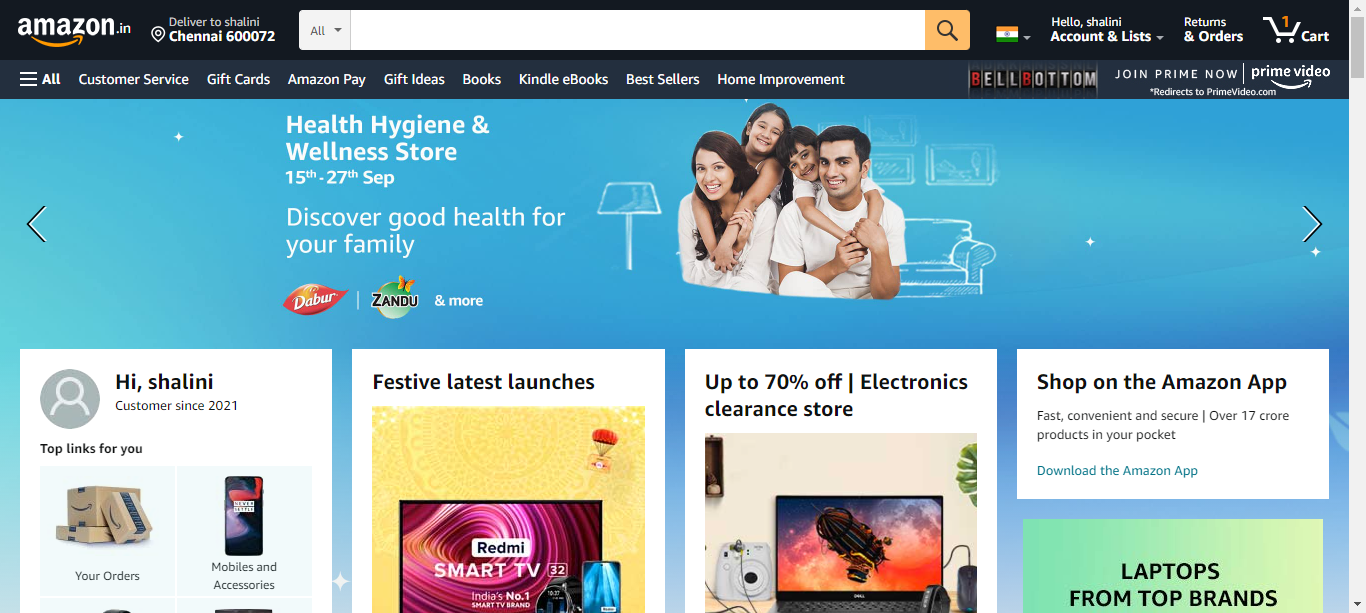 amazon.in
Deliver to shalini
Chennai 600072
All
Hello, shalini
Account & Lists
Returns
& Orders
1
Cart
All
Customer Service
Gift Cards
Amazon Pay
Gift Ideas
Books
Kindle eBooks
Best Sellers
Home Improvement
BELLBOTTOM
JOIN PRIME NOW
prime video
*Redirects to PrimeVideo.com
Health Hygiene &
Wellness Store
15th - 27th Sep
Discover good health for
your family
Dabur
ZANDU
& more
Hi, shalini
Customer since 2021
Top links for you
Your Orders
NEVER
SETTLE
Mobiles and
Accessories
Festive latest launches
Redmi
SMART TV 32
India's No.1
SMART TV BRAND
Up to 70% off | Electronics
clearance store
DELL
Shop on the Amazon App
Fast, convenient and secure | Over 17 crore
products in your pocket
Download the Amazon App
LAPTOPS
FROM TOP BRANDS